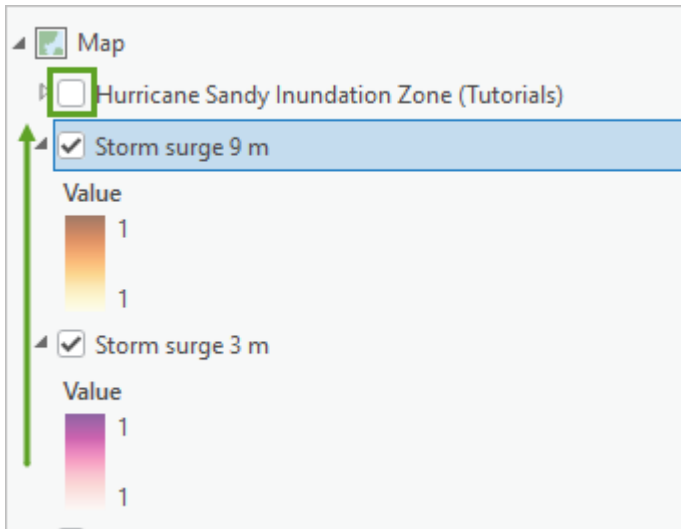 Map
Hurricane Sandy Inundation Zone (Tutorials)
Storm surge 9 m
Value
1
1
Storm surge 3 m
Value
1
1